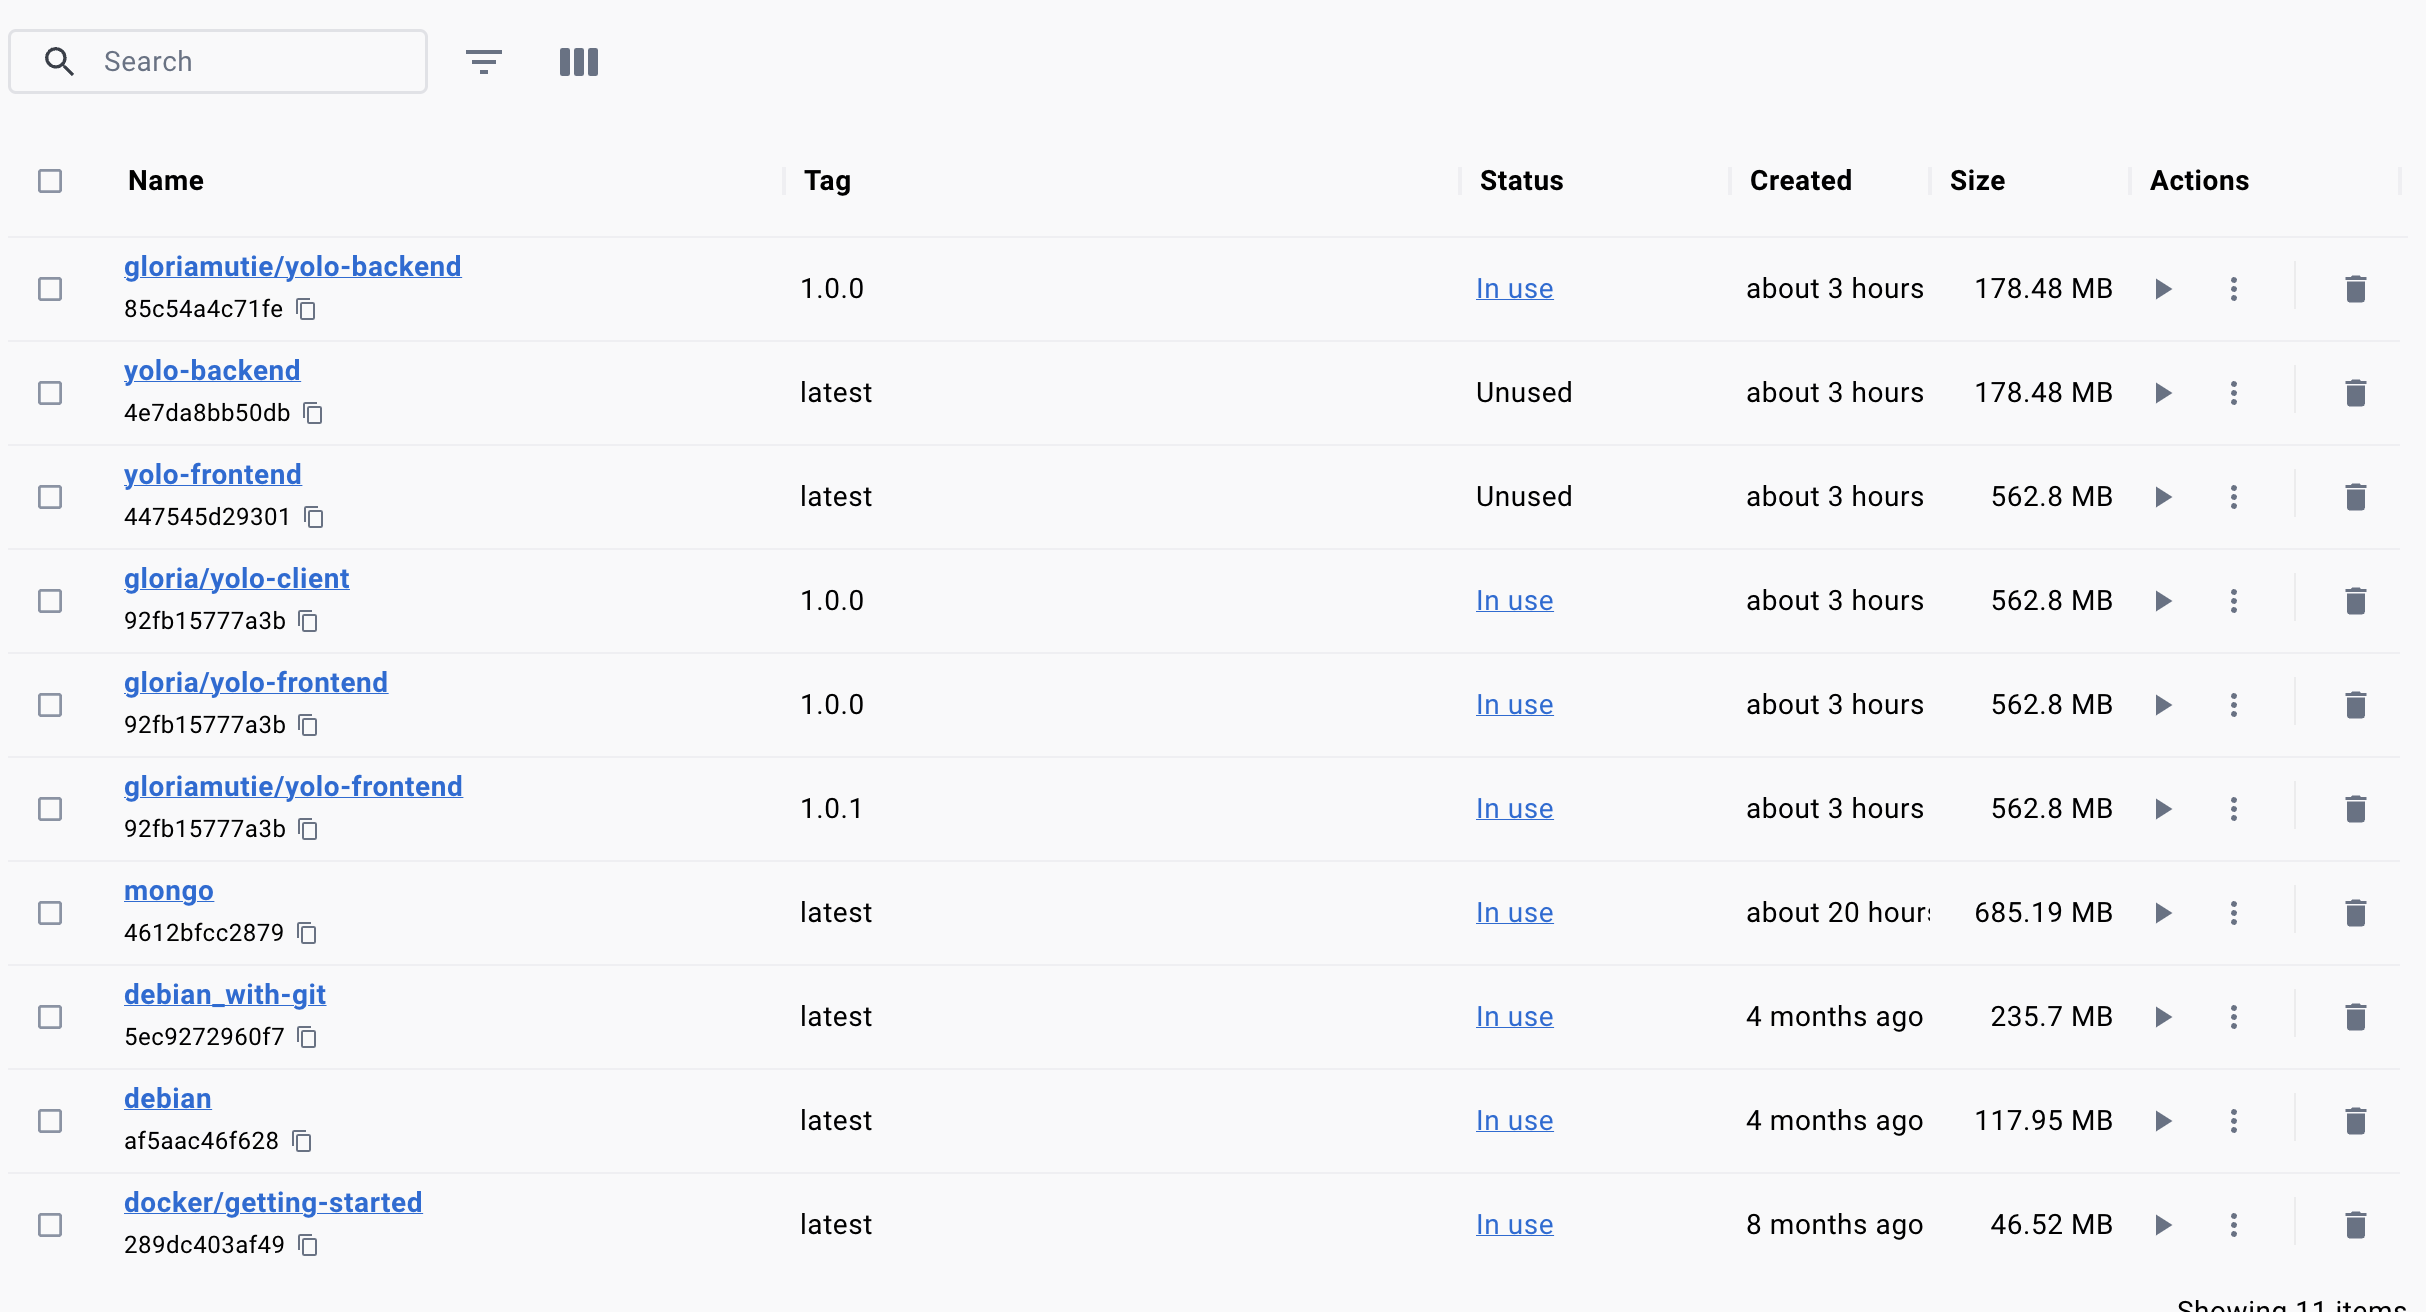 Search
Name Tag Status Created Size Actions
gloriamutie/yolo-backend
85c54a4c71fe
1.0.0 In use about 3 hours 178.48 MB
yolo-backend
4e7da8bb50db
latest Unused about 3 hours 178.48 MB
yolo-frontend
447545d29301
latest Unused about 3 hours 562.8 MB
gloria/yolo-client
92fb15777a3b
1.0.0 In use about 3 hours 562.8 MB
gloria/yolo-frontend
92fb15777a3b
1.0.0 In use about 3 hours 562.8 MB
gloriamutie/yolo-frontend
92fb15777a3b
1.0.1 In use about 3 hours 562.8 MB
mongo
4612bfcc2879
latest In use about 20 hours 685.19 MB
debian_with-git
5ec9272960f7
latest In use 4 months ago 235.7 MB
debian
af5aac46f628
latest In use 4 months ago 117.95 MB
docker/getting-started
289dc403af49
latest In use 8 months ago 46.52 MB
Showing 11 items